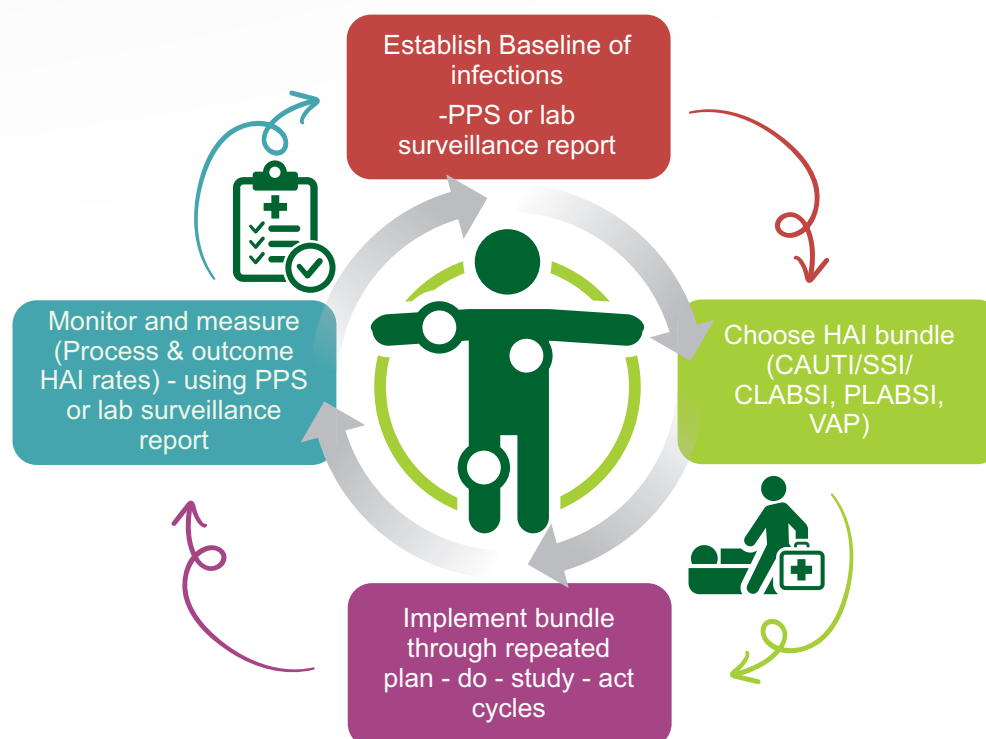 Establish Baseline of
infections
-PPS or lab
surveillance report
Choose HAI bundle
(CAUTI/SSI/
CLABSI, PLABSI,
VAP)
Implement bundle
through repeated
plan - do - study - act
cycles
Monitor and measure
(Process & outcome
HAI rates) - using PPS
or lab surveillance
report